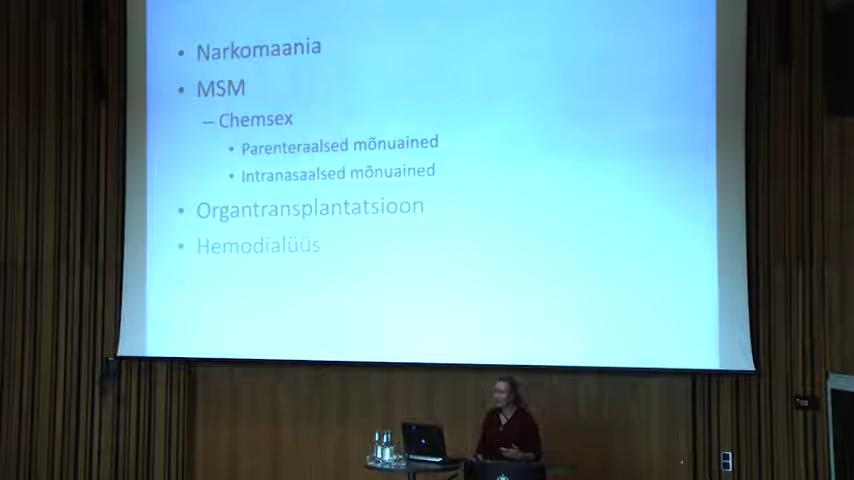 • Narkomaania
• MSM
– Chemsex
• Parenteraalsed mõnuained
• Intranasaalsed mõnuained
• Organtransplantatsioon
• Hemodialüüs